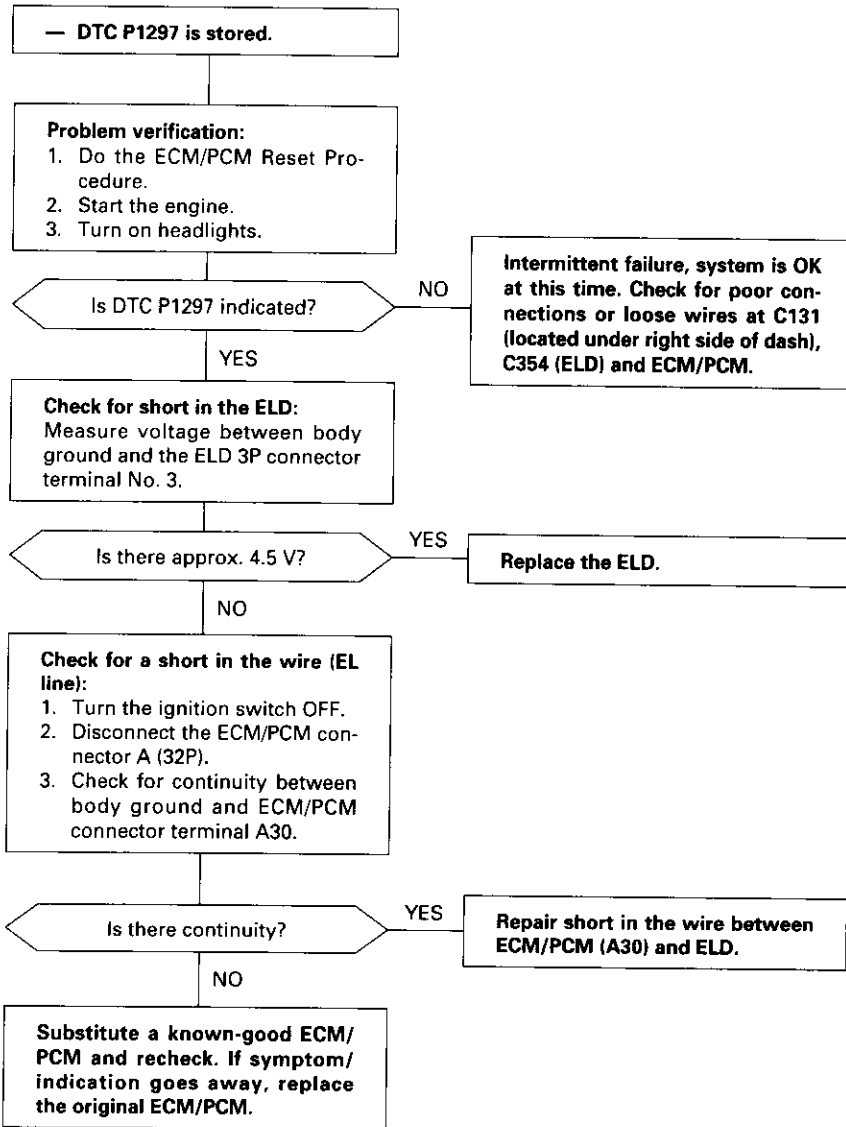 — DTC P1297 is stored.
Problem verification:
1. Do the ECM/PCM Reset Pro-
cedure.
2. Start the engine.
3. Turn on headlights.
Is DTC P1297 indicated?
NO
Intermittent failure, system is OK
at this time. Check for poor con-
nections or loose wires at C131
(located under right side of dash),
C354 (ELD) and ECM/PCM.
YES
Check for short in the ELD:
Measure voltage between body
ground and the ELD 3P connector
terminal No. 3.
Is there approx. 4.5 V?
YES
Replace the ELD.
NO
Check for a short in the wire (EL
line):
1. Turn the ignition switch OFF.
2. Disconnect the ECM/PCM con-
nector A (32P).
3. Check for continuity between
body ground and ECM/PCM
connector terminal A30.
Is there continuity?
YES
Repair short in the wire between
ECM/PCM (A30) and ELD.
NO
Substitute a known-good ECM/
PCM and recheck. If symptom/
indication goes away, replace
the original ECM/PCM.